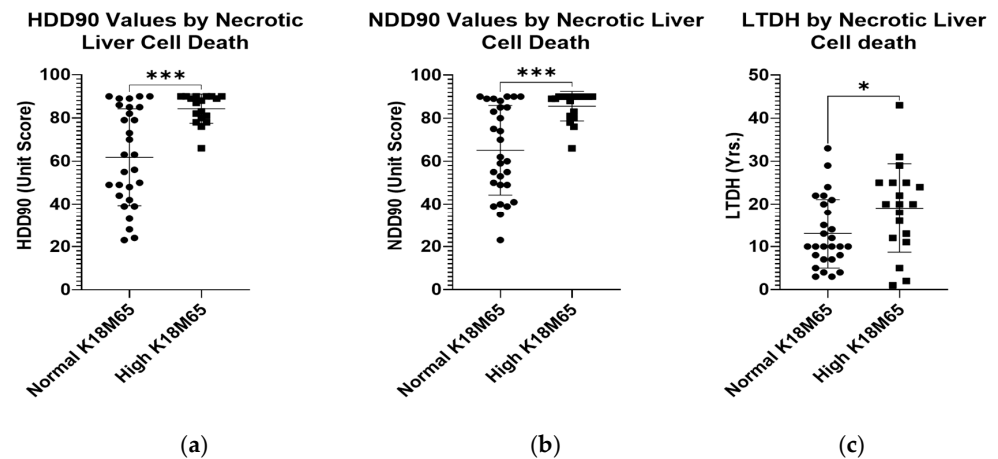 HDD90 Values by Necrotic
Liver Cell Death
***
100
80
60
40
20
0
HDD90 (Unit Score)
Normal K18M65
High K18M65
(a)
NDD90 Values by Necrotic
Cell Death
***
100
80
60
40
20
0
NDD90 (Unit Score)
Normal K18M65
High K18M65
(b)
LTDH by Necrotic Liver
Cell death
*
50
40
30
20
10
0
LTDH (Yrs.)
Normal K18M65
High K18M65
(c)